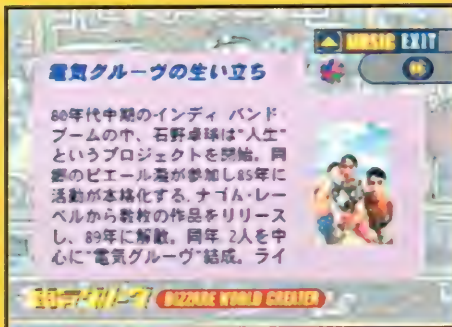 MUSIC EXIT
電気グルーヴの生い立ち
80年代中期のインディ バンド
ブームの中、石野卓球は"人生"
というプロジェクトを開始。同
郷のピエール瀧が参加し85年に
活動が本格化する。ナゴム・レー
ベルから数枚の作品をリリース
し、89年に解散。同年 2人を中
心に"電気グルーヴ"結成。ライ
電気グルーヴ BIZZARE WORLD CREATER